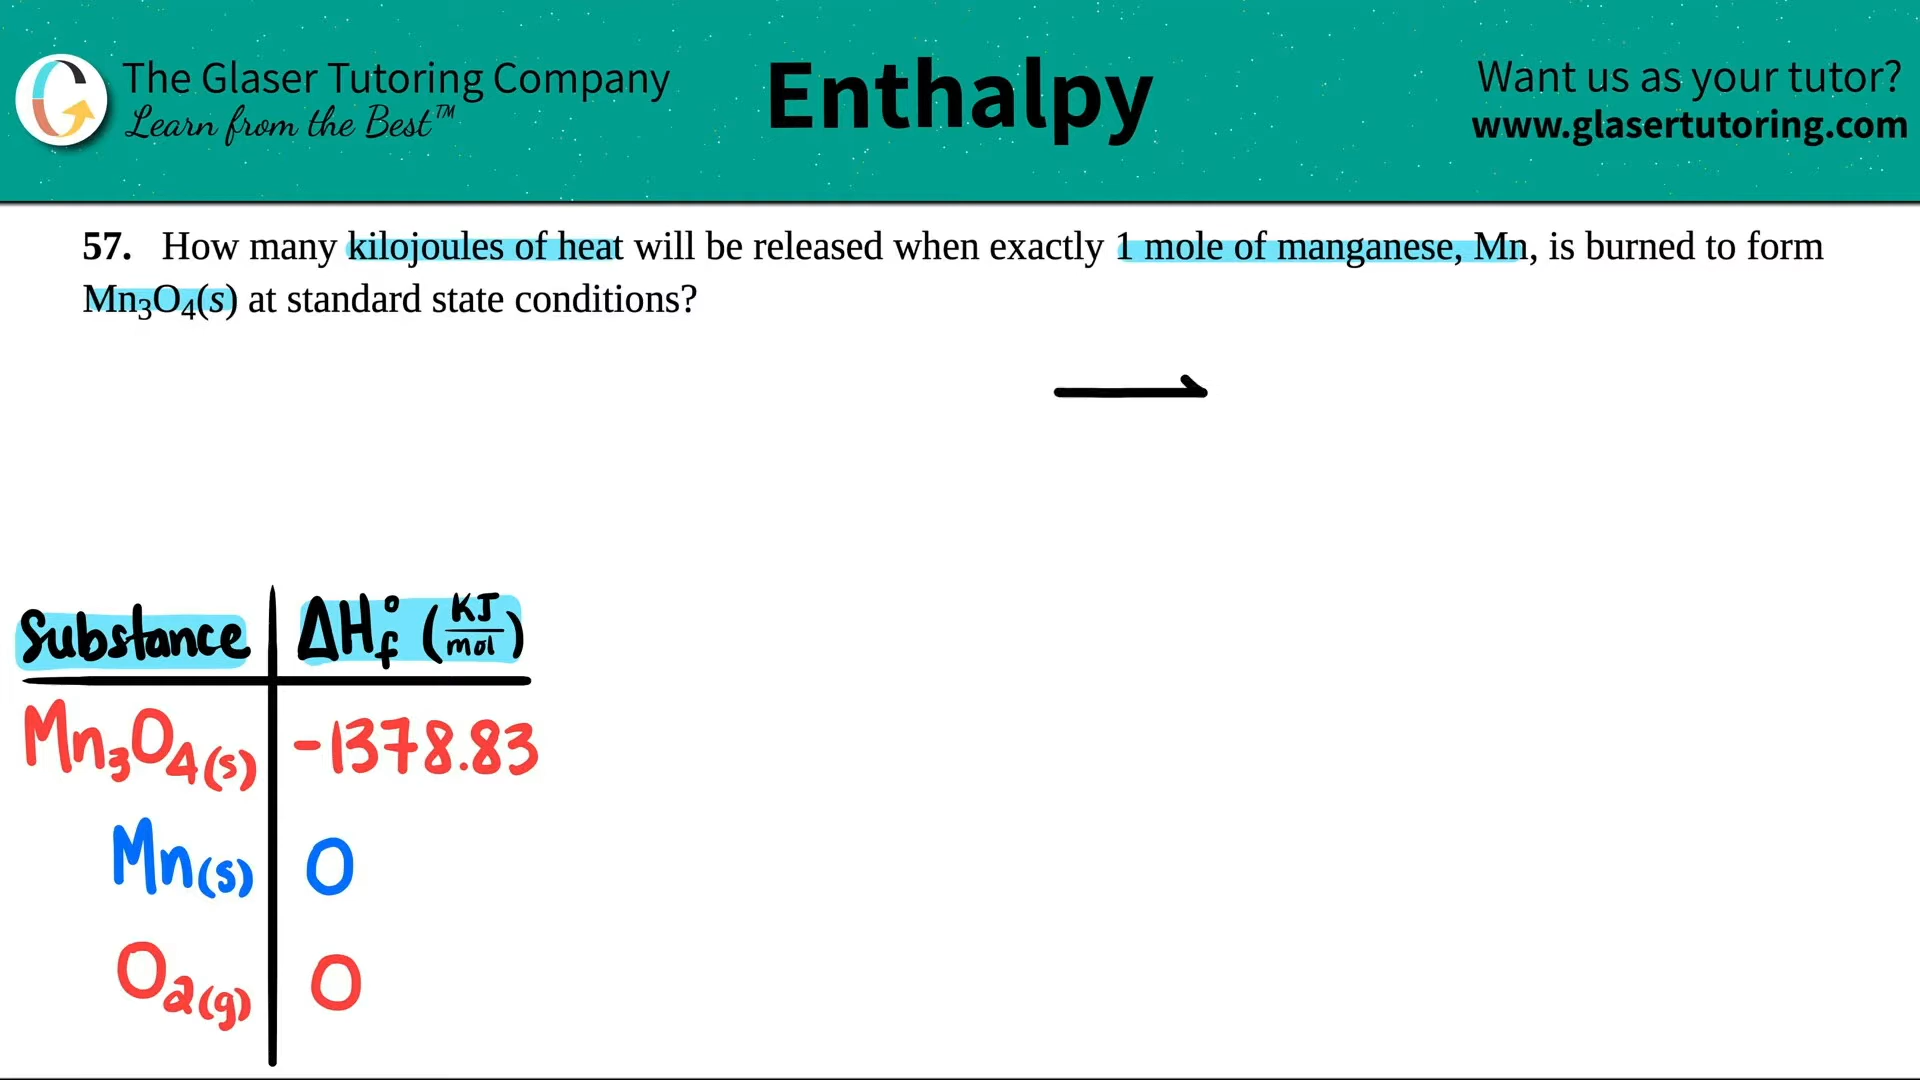 The Glaser Tutoring Company
Learn from the Best™
Enthalpy
Want us as your tutor?
www.glasertutoring.com
57. How many kilojoules of heat will be released when exactly 1 mole of manganese, Mn, is burned to form
Mn₃O₄(s) at standard state conditions?
Substance ΔH°f (KJ/mol)
Mn₃O₄(s) -1378.83
Mn(s) 0
O₂(g) 0